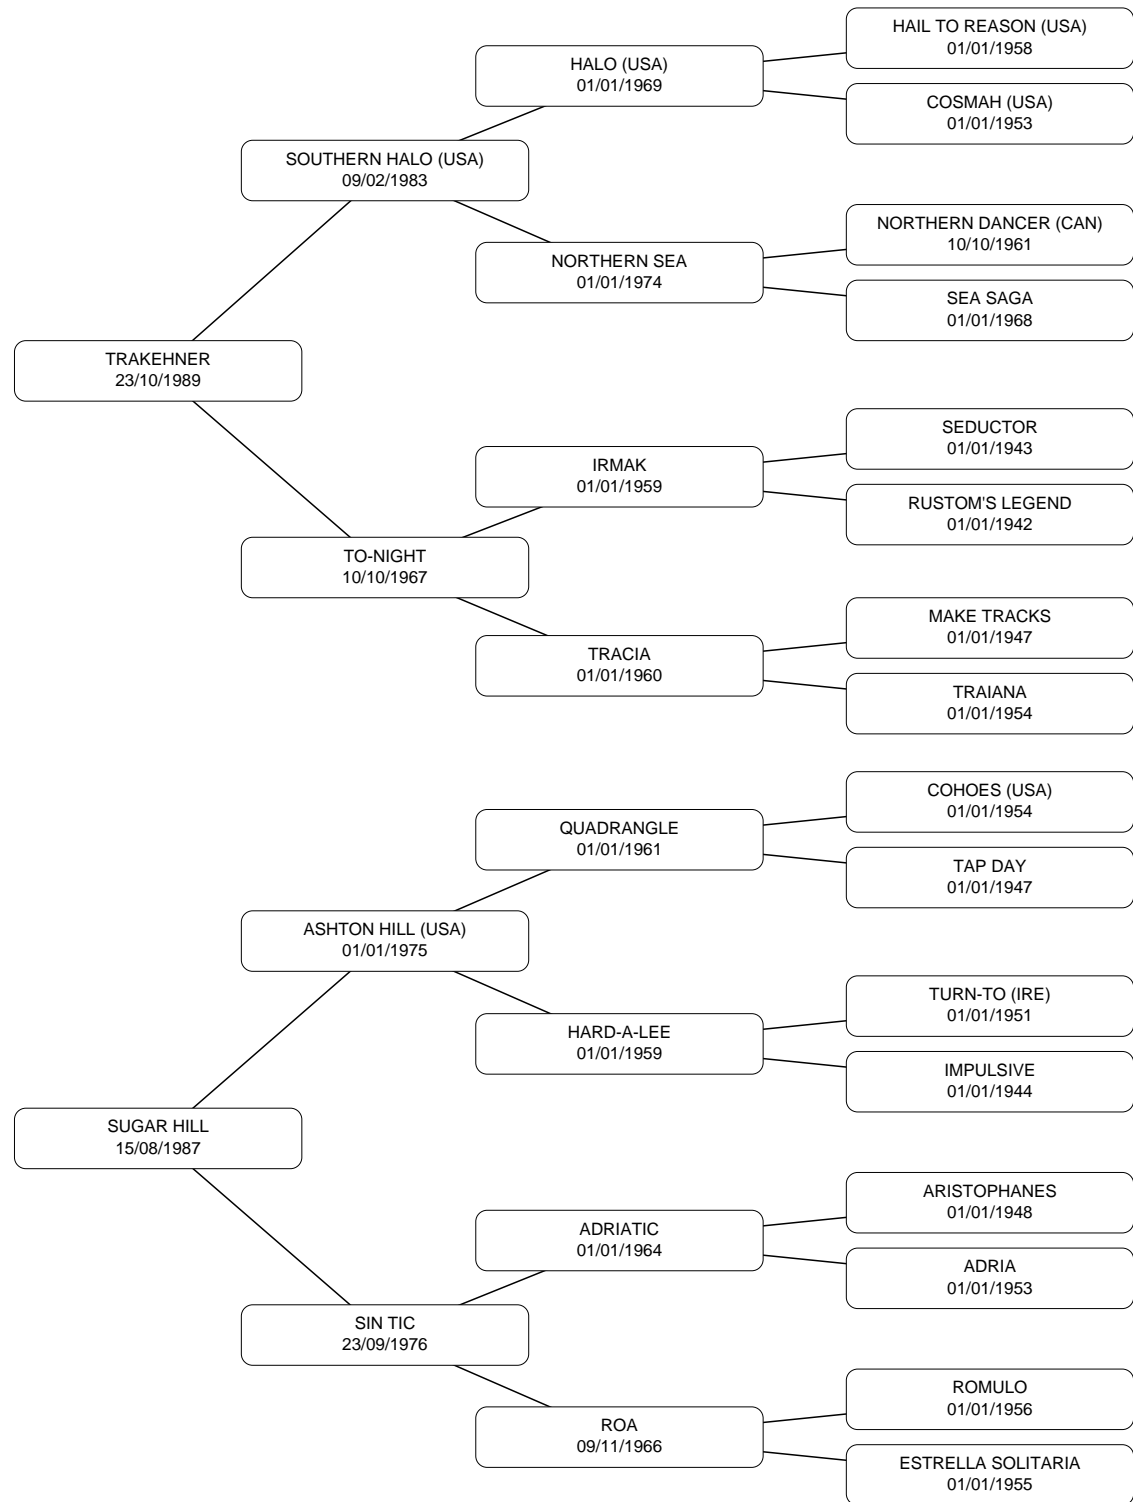 HAIL TO REASON (USA)
01/01/1958
HALO (USA)
01/01/1969
COSMAH (USA)
01/01/1953
SOUTHERN HALO (USA)
09/02/1983
NORTHERN DANCER (CAN)
10/10/1961
NORTHERN SEA
01/01/1974
SEA SAGA
01/01/1968
TRAKEHNER
23/10/1989
SEDUCTOR
01/01/1943
IRMAK
01/01/1959
RUSTOM'S LEGEND
01/01/1942
TO-NIGHT
10/10/1967
MAKE TRACKS
01/01/1947
TRACIA
01/01/1960
TRAIANA
01/01/1954
COHOES (USA)
01/01/1954
QUADRANGLE
01/01/1961
TAP DAY
01/01/1947
ASHTON HILL (USA)
01/01/1975
TURN-TO (IRE)
01/01/1951
HARD-A-LEE
01/01/1959
IMPULSIVE
01/01/1944
SUGAR HILL
15/08/1987
ARISTOPHANES
01/01/1948
ADRIATIC
01/01/1964
ADRIA
01/01/1953
SIN TIC
23/09/1976
ROMULO
01/01/1956
ROA
09/11/1966
ESTRELLA SOLITARIA
01/01/1955